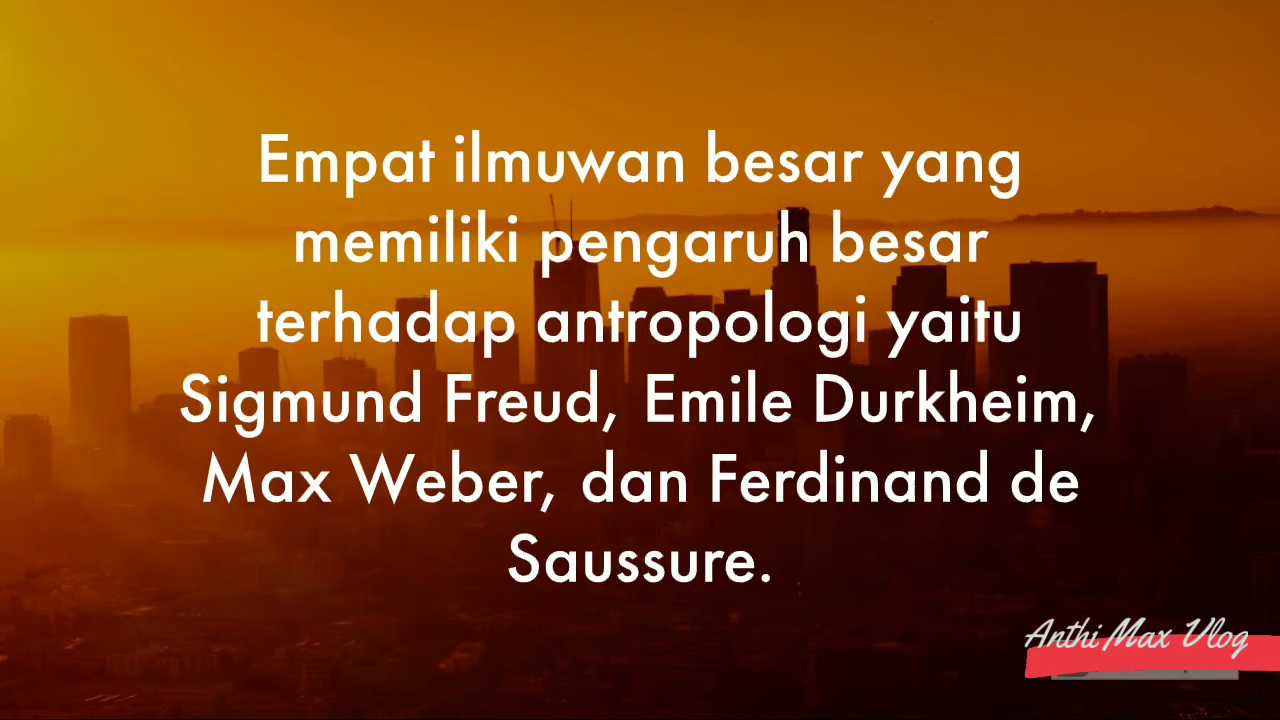 Empat ilmuwan besar yang
memiliki pengaruh besar
terhadap antropologi yaitu
Sigmund Freud, Emile Durkheim,
Max Weber, dan Ferdinand de
Saussure.
Anthi Max Vlog